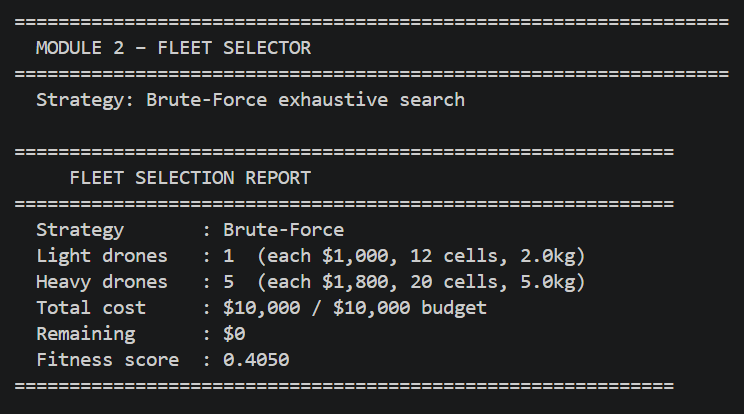 =================================================================
MODULE 2 – FLEET SELECTOR
=================================================================
Strategy: Brute-Force exhaustive search
============================================================
FLEET SELECTION REPORT
============================================================
Strategy : Brute-Force
Light drones : 1 (each $1,000, 12 cells, 2.0kg)
Heavy drones : 5 (each $1,800, 20 cells, 5.0kg)
Total cost : $10,000 / $10,000 budget
Remaining : $0
Fitness score : 0.4050
============================================================